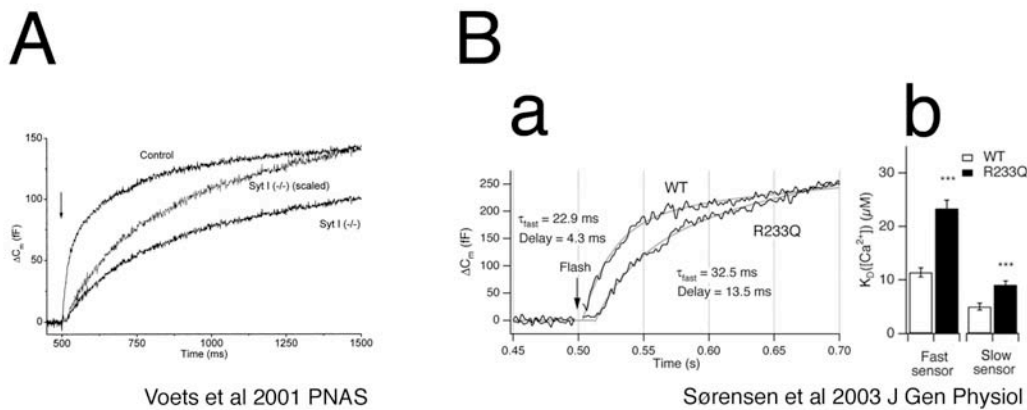 A
B
a
b
150
100
50
0
ΔCm (fF)
Control
Syt I (-/-) (scaled)
Syt I (-/-)
500
750
1000
1250
1500
Time (ms)
Voets et al 2001 PNAS
250
200
150
100
50
0
ΔCm (fF)
WT
R233Q
τfast = 22.9 ms
Delay = 4.3 ms
Flash
τfast = 32.5 ms
Delay = 13.5 ms
0.45
0.50
0.55
0.60
0.65
0.70
Time (s)
WT
R233Q
30
20
10
0
KD([Ca2+]) (μM)
***
***
Fast
sensor
Slow
sensor
Sørensen et al 2003 J Gen Physiol